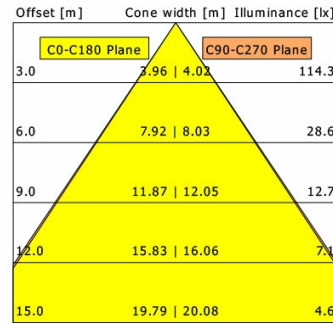 Offset [m] Cone width [m] Illuminance [lx]
C0-C180 Plane C90-C270 Plane
3.0 3.96 | 4.02 114.3
6.0 7.92 | 8.03 28.6
9.0 11.87 | 12.05 12.7
12.0 15.83 | 16.06 7.1
15.0 19.79 | 20.08 4.6